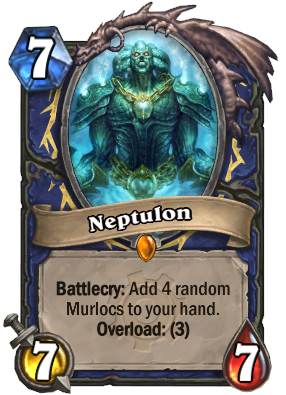 7
Neptulon
Battlecry: Add 4 random
Murlocs to your hand.
Overload: (3)
7 7